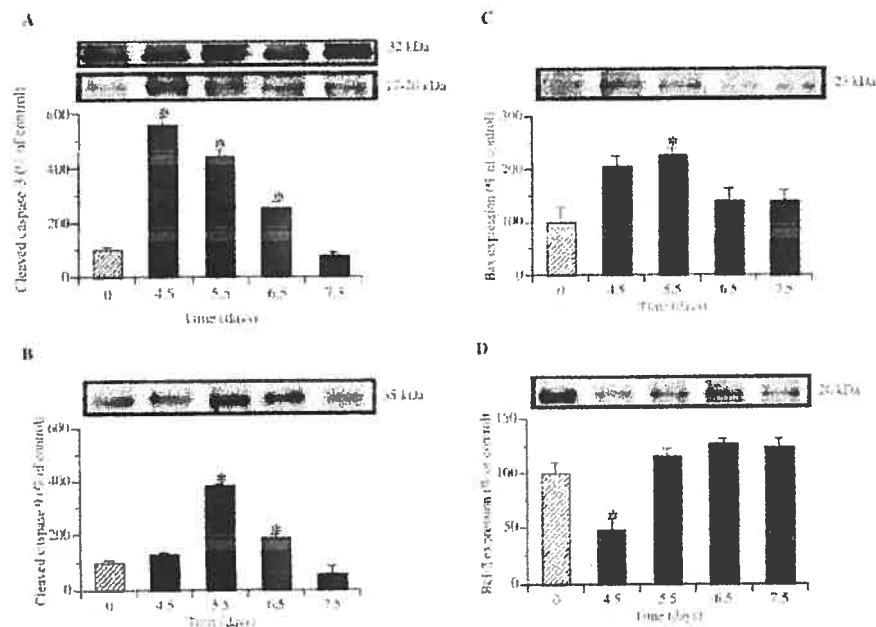 A
32 kDa
17-20 kDa
Cleaved caspase 3 (% of control)
600
400
200
0
*
*
*
0 4.5 5.5 6.5 7.5
Time (days)
B
35 kDa
Cleaved caspase 9 (% of control)
600
400
200
0
*
*
0 4.5 5.5 6.5 7.5
Time (days)
C
23 kDa
Bax expression (% of control)
300
200
100
0
*
0 4.5 5.5 6.5 7.5
Time (days)
D
26 kDa
Bcl-2 expression (% of control)
150
100
50
0
*
0 4.5 5.5 6.5 7.5
Time (days)